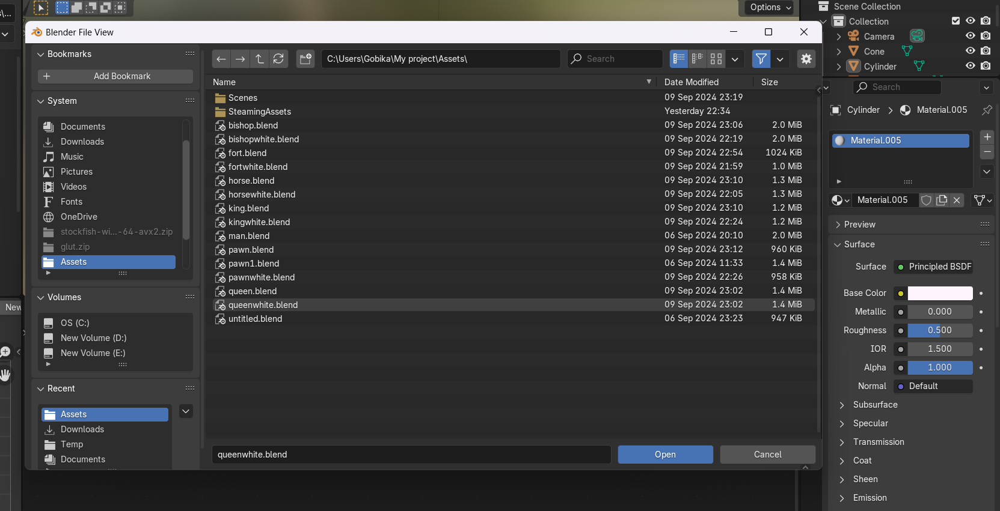 Options
Scene Collection
Collection
Camera
Cone
Cylinder
Blender File View
Bookmarks
Add Bookmark
System
Documents
Downloads
Music
Pictures
Videos
Fonts
OneDrive
stockfish-wi...-64-avx2.zip
glut.zip
Assets
Volumes
OS (C:)
New Volume (D:)
New Volume (E:)
Recent
Assets
Downloads
Temp
Documents
C:\Users\Gobika\My project\Assets\
Search
Name Date Modified Size
Scenes 09 Sep 2024 23:19
SteamingAssets Yesterday 22:34
bishop.blend 09 Sep 2024 23:06 2.0 MiB
bishopwhite.blend 09 Sep 2024 22:19 2.0 MiB
fort.blend 09 Sep 2024 22:54 1024 KiB
fortwhite.blend 09 Sep 2024 21:59 1.0 MiB
horse.blend 09 Sep 2024 23:10 1.3 MiB
horsewhite.blend 09 Sep 2024 22:05 1.3 MiB
king.blend 09 Sep 2024 23:10 1.2 MiB
kingwhite.blend 09 Sep 2024 22:24 1.2 MiB
man.blend 06 Sep 2024 20:10 2.0 MiB
pawn.blend 09 Sep 2024 23:12 960 KiB
pawn1.blend 06 Sep 2024 11:33 1.4 MiB
pawnwhite.blend 09 Sep 2024 22:26 958 KiB
queen.blend 09 Sep 2024 23:02 1.4 MiB
queenwhite.blend 09 Sep 2024 23:02 1.4 MiB
untitled.blend 06 Sep 2024 23:23 947 KiB
queenwhite.blend
Open
Cancel
New
Search
Cylinder Material.005
Material.005
Material.005
Preview
Surface
Surface Principled BSDF
Base Color
Metallic 0.000
Roughness 0.500
IOR 1.500
Alpha 1.000
Normal Default
Subsurface
Specular
Transmission
Coat
Sheen
Emission